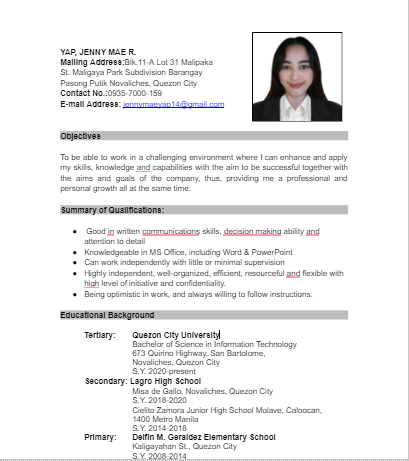 YAP, JENNY MAE R.
Mailing Address:Blk.11-A Lot 31 Malipaka
St. Maligaya Park Subdivision Barangay
Pasong Putik Novaliches, Quezon City
Contact No.:0935-7000-159
E-mail Address: jennymaeyap14@gmail.com
Objectives
To be able to work in a challenging environment where I can enhance and apply
my skills, knowledge and capabilities with the aim to be successful together with
the aims and goals of the company, thus, providing me a professional and
personal growth all at the same time.
Summary of Qualifications:
● Good in written communications skills, decision making ability and
attention to detail
● Knowledgeable in MS Office, including Word & PowerPoint
● Can work independently with little or minimal supervision
● Highly independent, well-organized, efficient, resourceful and flexible with
high level of initiative and confidentiality.
● Being optimistic in work, and always willing to follow instructions.
Educational Background
Tertiary: Quezon City University
Bachelor of Science in Information Technology
673 Quirino Highway, San Bartolome,
Novaliches, Quezon City
S.Y. 2020-present
Secondary: Lagro High School
Misa de Gallo, Novaliches, Quezon City
S.Y. 2018-2020
Cielito Zamora Junior High School Molave, Caloocan,
1400 Metro Manila
S.Y. 2014-2018
Primary: Delfin M. Geraldez Elementary School
Kaligayahan St., Quezon City
S.Y. 2008-2014